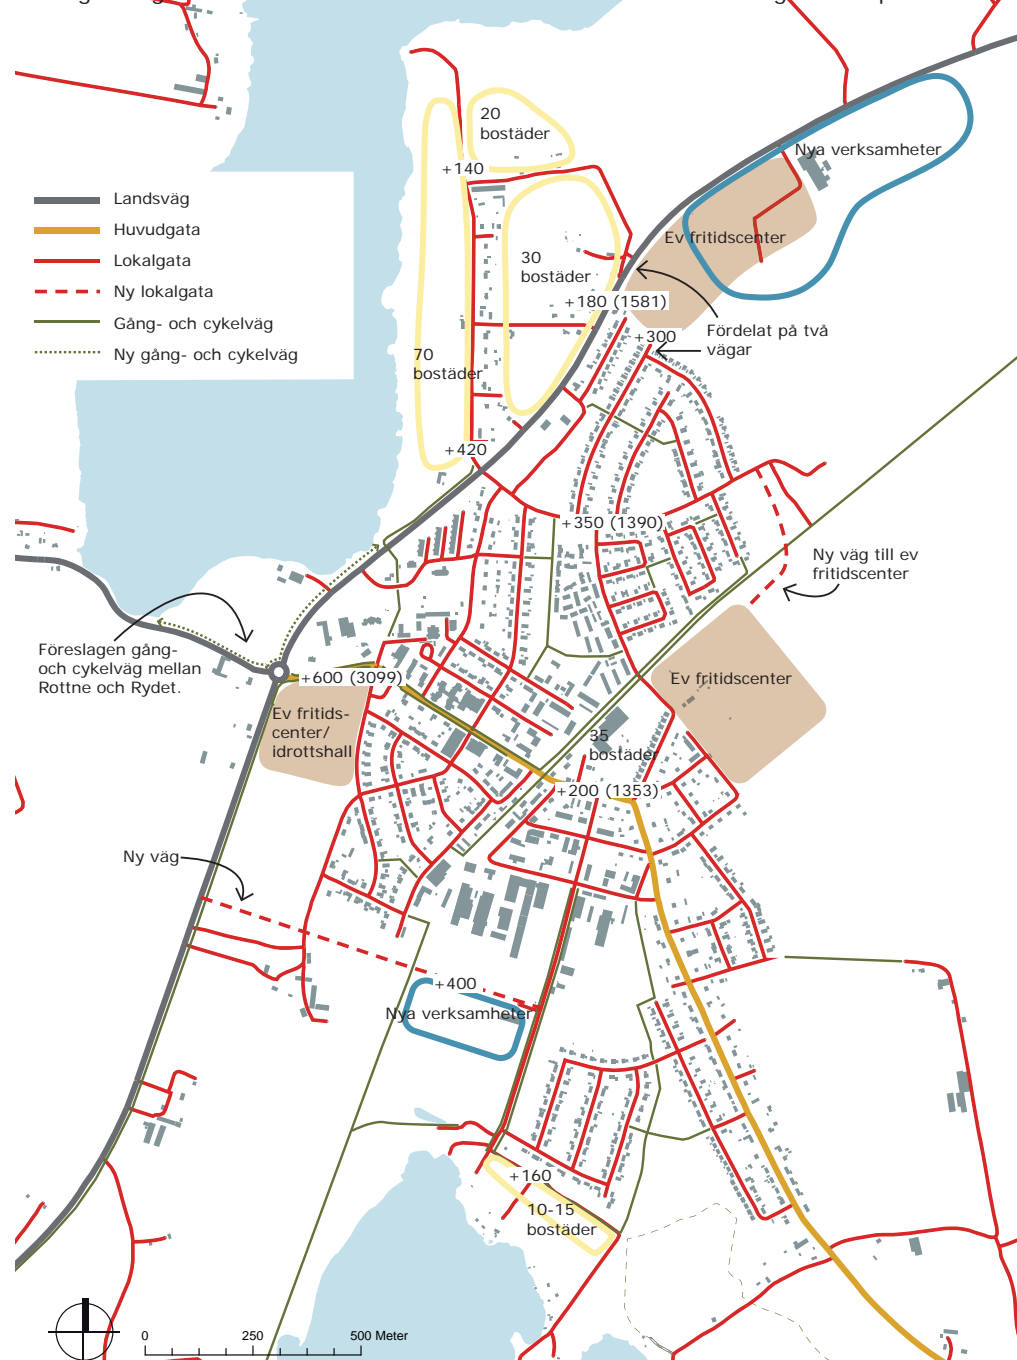 20
bostäder
Nya verksamheter
+140
Landsväg
Huvudgata
Lokalgata
Ny lokalgata
Gång- och cykelväg
Ny gång- och cykelväg
Ev fritidscenter
30
bostäder
+180 (1581)
+300
Fördelat på två
vägar
70
bostäder
+420
+350 (1390)
Ny väg till ev
fritidscenter
Föreslagen gång-
och cykelväg mellan
Rottne och Rydet.
+600 (3099)
Ev fritidscenter
Ev fritids-
center/
idrottshall
35
bostäder
+200 (1353)
Ny väg
+400
Nya verksamheter
+160
10-15
bostäder
0
250
500 Meter